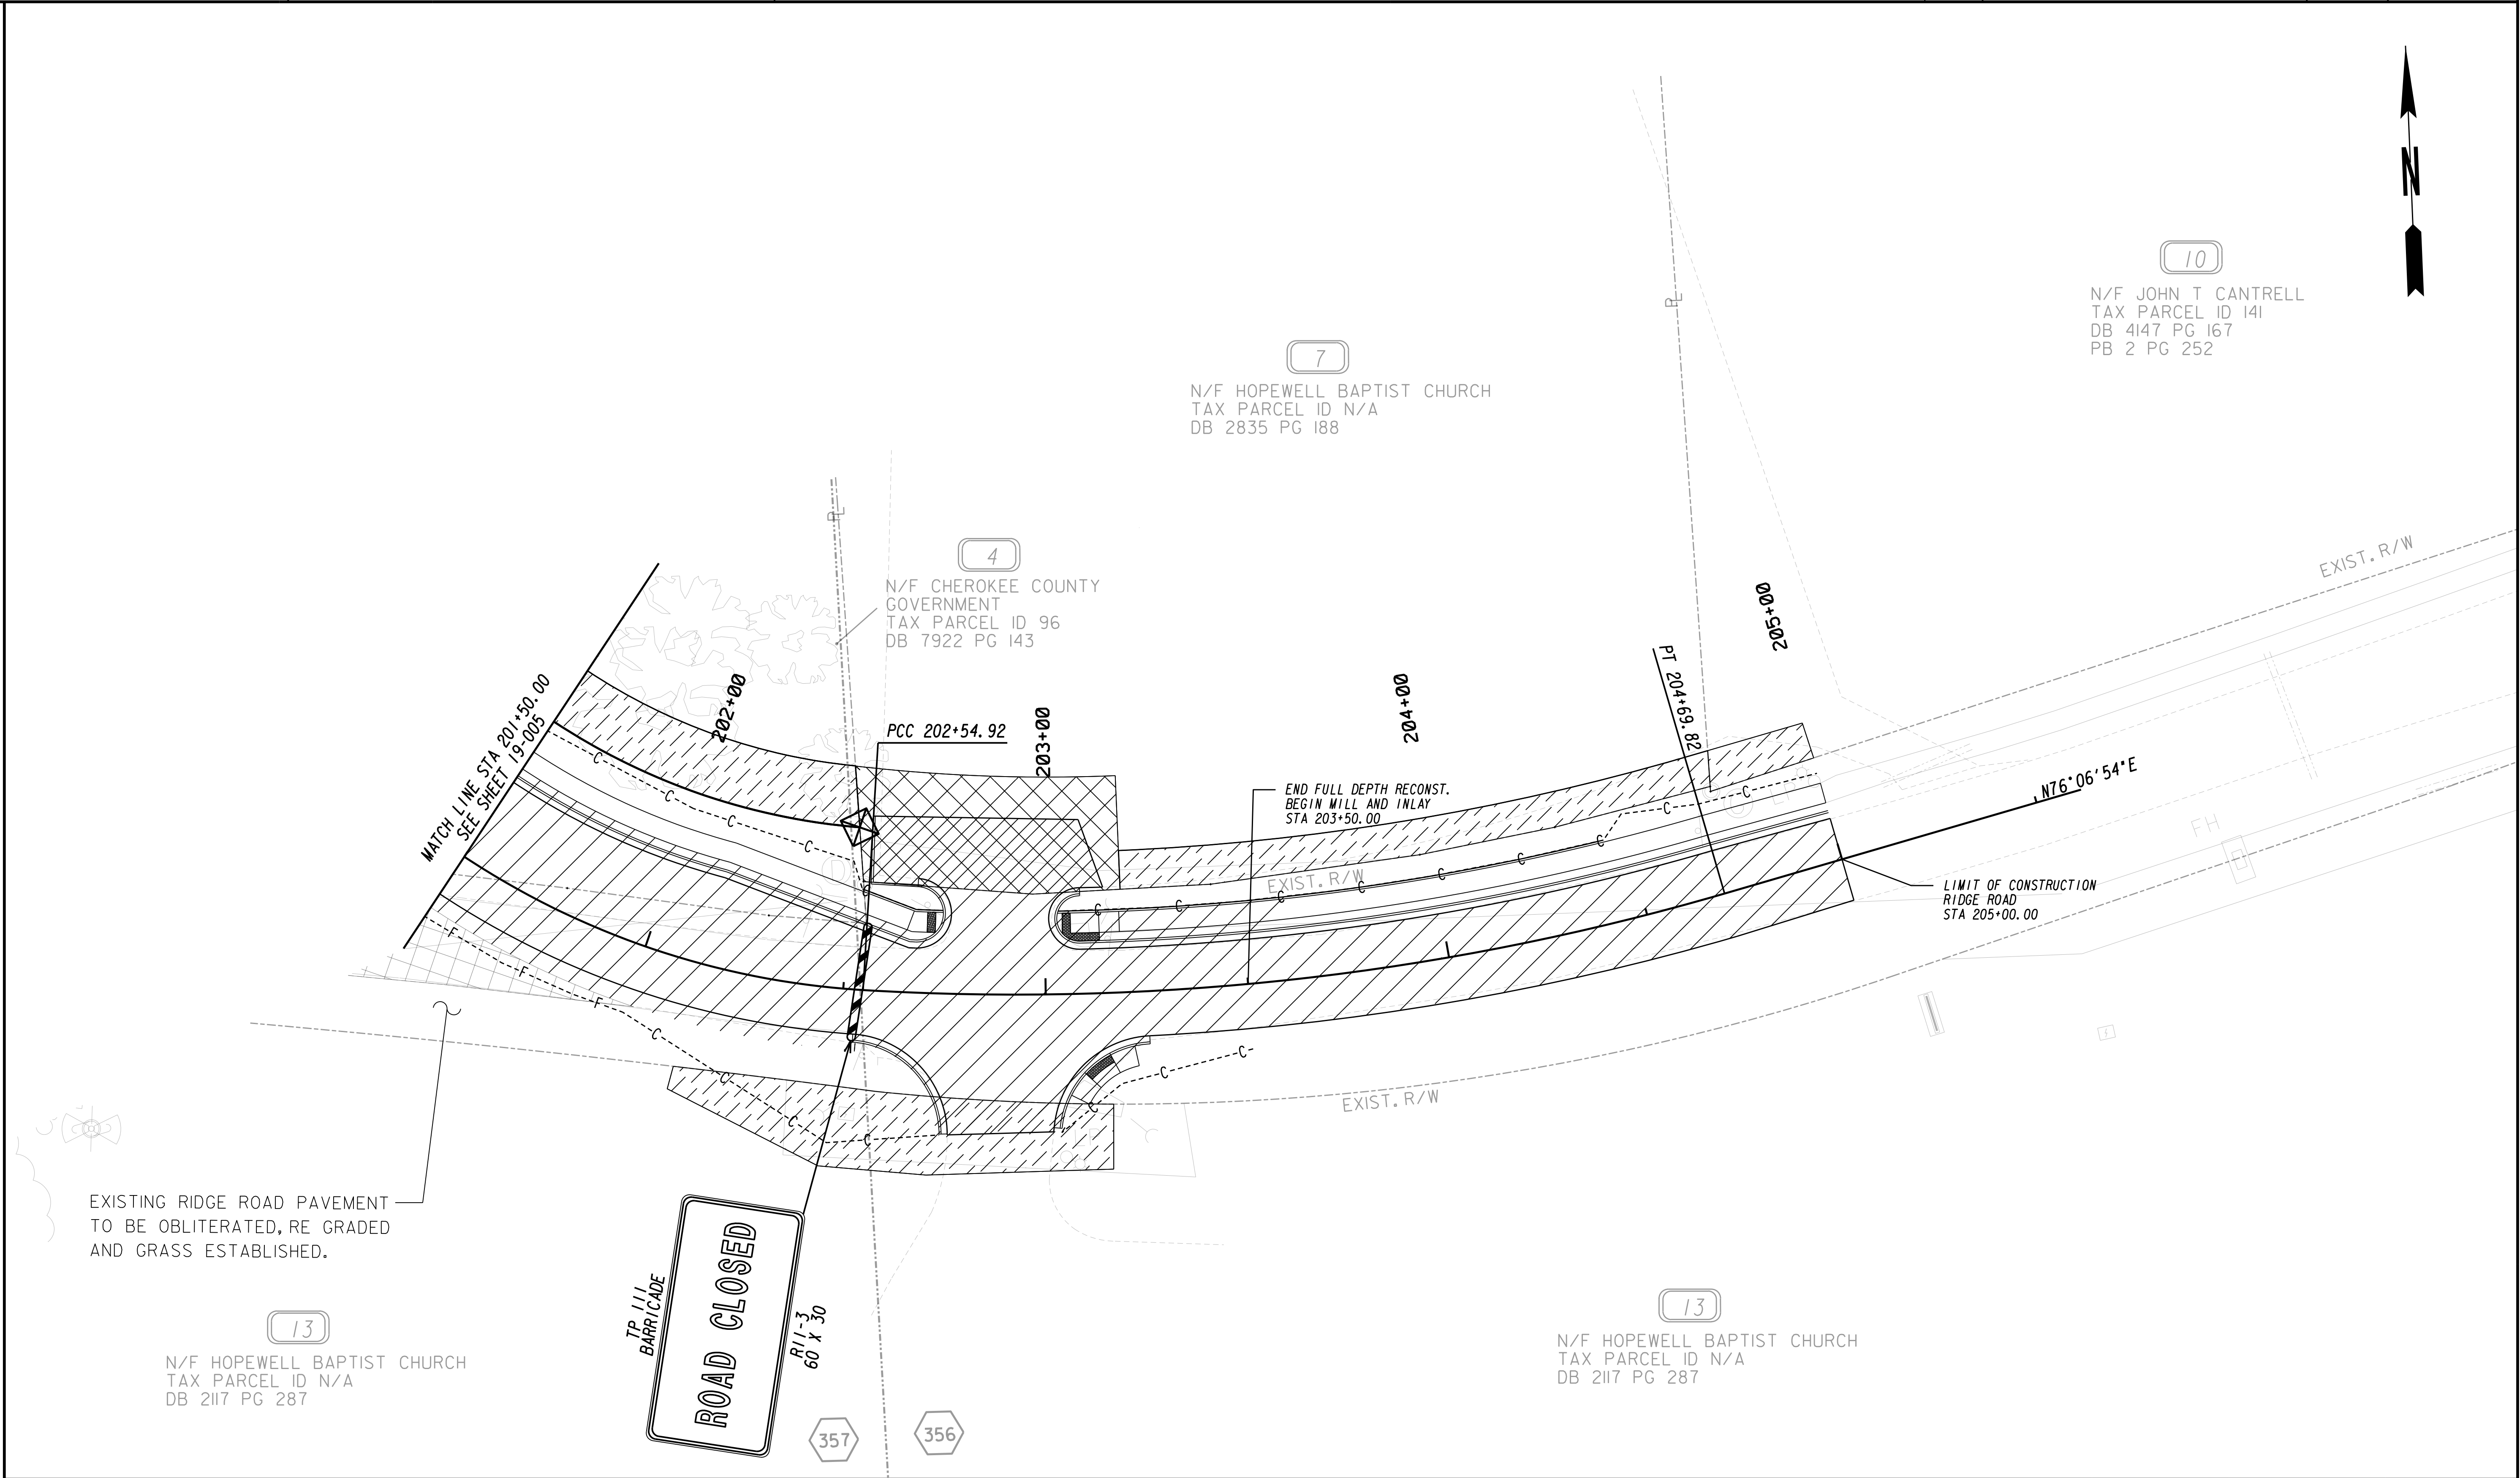 N
10
N/F JOHN T CANTRELL
TAX PARCEL ID 141
DB 4147 PG 167
PB 2 PG 252
PL
7
N/F HOPEWELL BAPTIST CHURCH
TAX PARCEL ID N/A
DB 2835 PG 188
PL
4
N/F CHEROKEE COUNTY
GOVERNMENT
TAX PARCEL ID 96
DB 7922 PG 143
EXIST. R/W
MATCH LINE STA 201+50.00
SEE SHEET 19-005
202+00
PCC 202+54.92
203+00
204+00
PT 204+69.82
205+00
END FULL DEPTH RECONST.
BEGIN MILL AND INLAY
STA 203+50.00
N76°06'54"E
FH
EXIST. R/W
LIMIT OF CONSTRUCTION
RIDGE ROAD
STA 205+00.00
C
C
C
C
C
C
C
C
C
C
C
C
C
C
F
F
F
C
C
C
C
C
C
C
EXIST. R/W
EXISTING RIDGE ROAD PAVEMENT
TO BE OBLITERATED, RE GRADED
AND GRASS ESTABLISHED.
TP 111
BARRICADE
ROAD CLOSED
R11-3
60 X 30
13
N/F HOPEWELL BAPTIST CHURCH
TAX PARCEL ID N/A
DB 2117 PG 287
13
N/F HOPEWELL BAPTIST CHURCH
TAX PARCEL ID N/A
DB 2117 PG 287
357
356